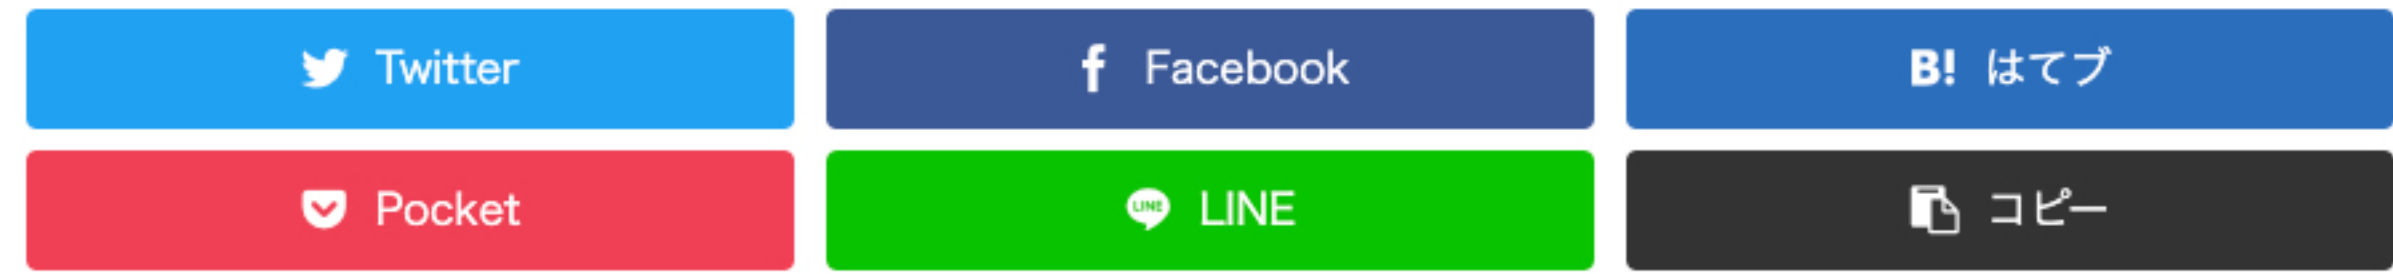 Twitter Facebook B! はてブ
Pocket LINE LINE コピー